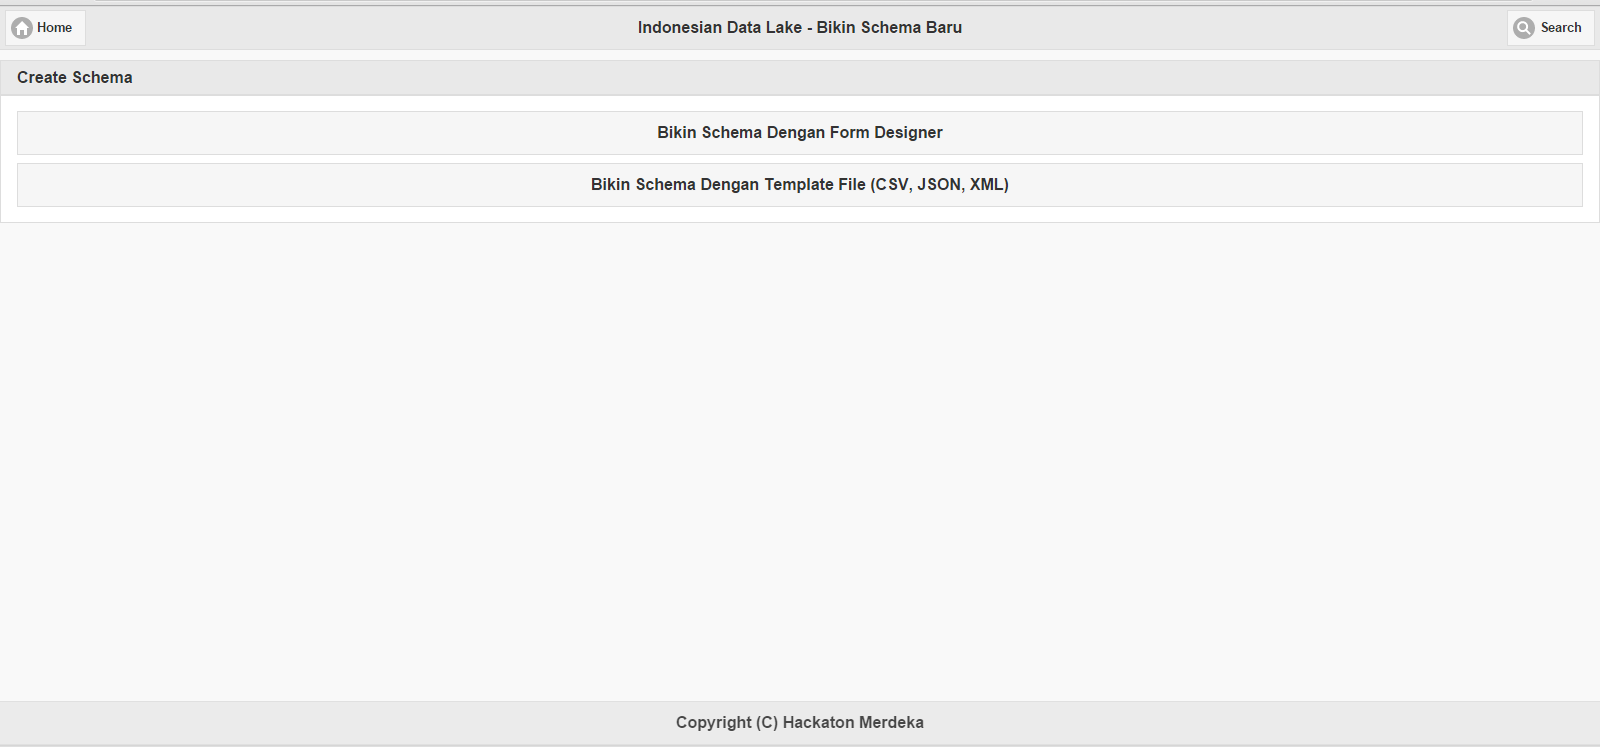 Home
Indonesian Data Lake - Bikin Schema Baru
Search
Create Schema
Bikin Schema Dengan Form Designer
Bikin Schema Dengan Template File (CSV, JSON, XML)
Copyright (C) Hackaton Merdeka